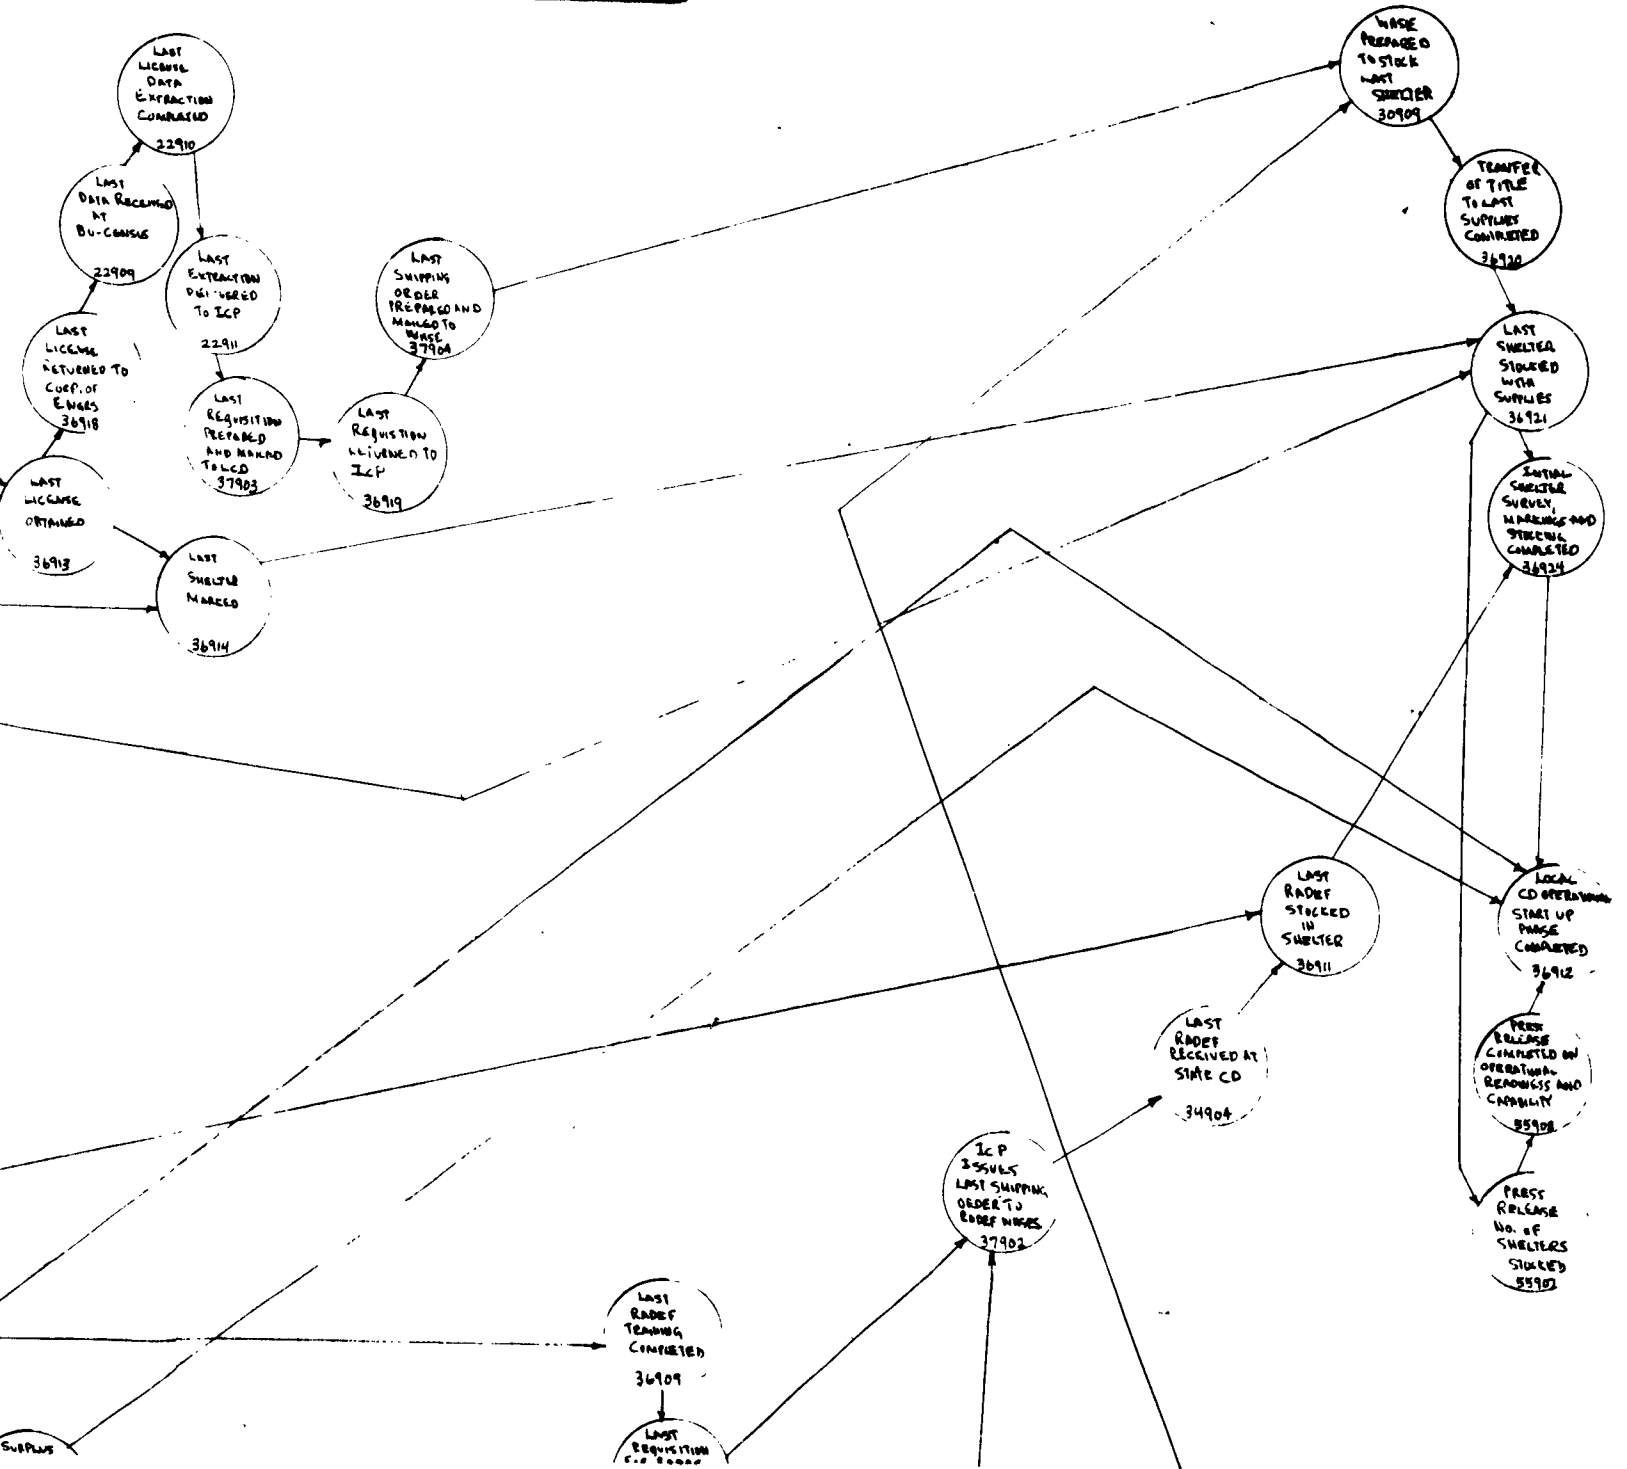 LAST
LICENSE
DATA
EXTRACTION
COMPLETED
22910
LAST
DATA RECEIVED
AT
BU-CENSUS
22909
LAST
EXTRACTION
DELIVERED
TO ICP
22911
LAST
SHIPPING
ORDER
PREPARED AND
MAILED TO
WHSE
37904
LAST
LICENSE
RETURNED TO
CORP. OF
ENGRS
36918
LAST
REQUISITION
PREPARED
AND MAILED
TO LCD
37903
LAST
REQUISTION
RETURNED TO
ICP
36919
LAST
LICENSE
OBTAINED
36913
LAST
SHELTER
MARKED
36914
WHSE
PREPARED
TO STOCK
LAST
SHELTER
30909
TRANFER
OF TITLE
TO LAST
SUPPLIES
COMPLETED
36920
LAST
SHELTER
STOCKED
WITH
SUPPLIES
36921
INITIAL
SHELTER
SURVEY,
MARKINGS AND
STOCKING
COMPLETED
36924
LAST
RADEF
STOCKED
IN
SHELTER
36911
LOCAL
CD OPERATIONAL
START UP
PHASE
COMPLETED
36912
LAST
RADEF
RECEIVED AT
STATE CD
34904
PRESS
RELEASE
COMPLETED ON
OPERATIONAL
READINESS AND
CAPABILITY
55908
ICP
ISSUES
LAST SHIPPING
ORDER TO
RADEF WHSES
37902
PRESS
RELEASE
NO. OF
SHELTERS
STOCKED
55907
LAST
RADEF
TRAINING
COMPLETED
36909
LAST
REQUISITION
SURPLUS